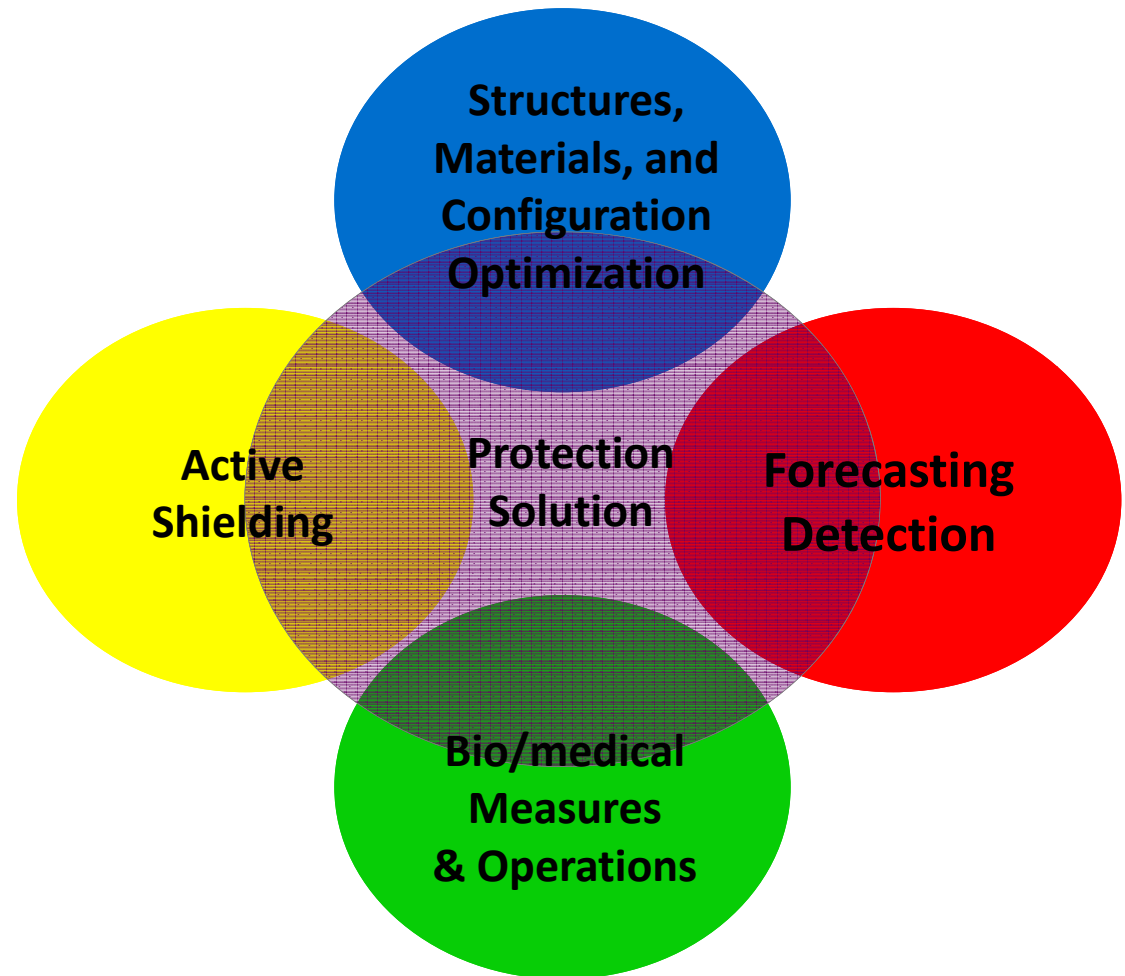 Structures,
Materials, and
Configuration
Optimization
Active
Shielding
Protection
Solution
Forecasting
Detection
Bio/medical
Measures
& Operations